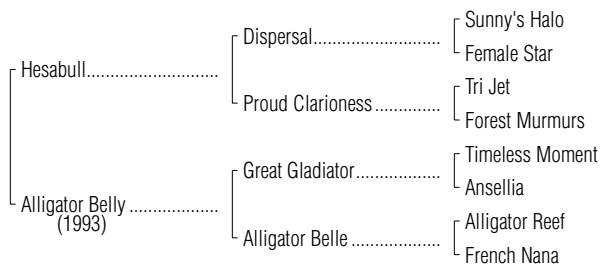 Sunny's Halo
Dispersal
Female Star
Hesabull
Tri Jet
Proud Clarioness
Forest Murmurs
Timeless Moment
Great Gladiator
Ansellia
Alligator Belly
(1993)
Alligator Reef
Alligator Belle
French Nana